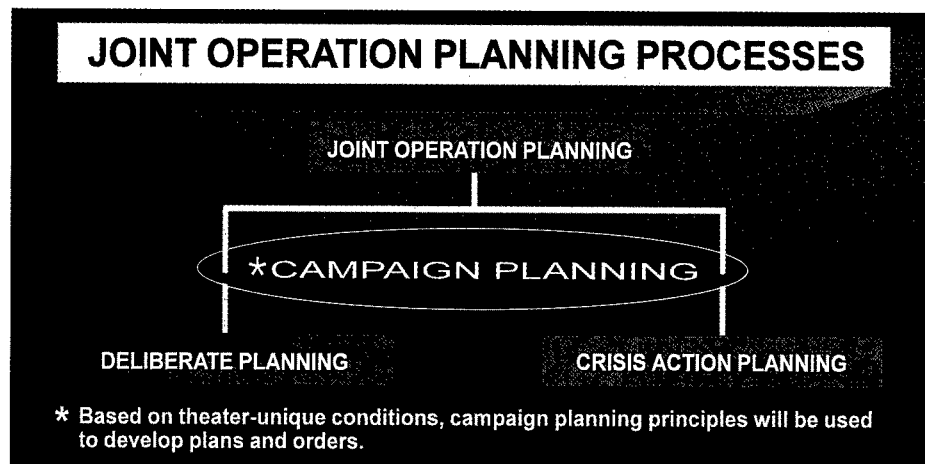 JOINT OPERATION PLANNING PROCESSES
JOINT OPERATION PLANNING
*CAMPAIGN PLANNING
DELIBERATE PLANNING
CRISIS ACTION PLANNING
* Based on theater-unique conditions, campaign planning principles will be used
to develop plans and orders.